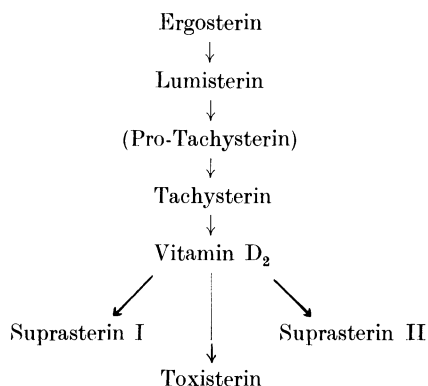 Ergosterin
↓
Lumisterin
↓
(Pro-Tachysterin)
↓
Tachysterin
↓
Vitamin D₂
Suprasterin I Suprasterin II
Toxisterin